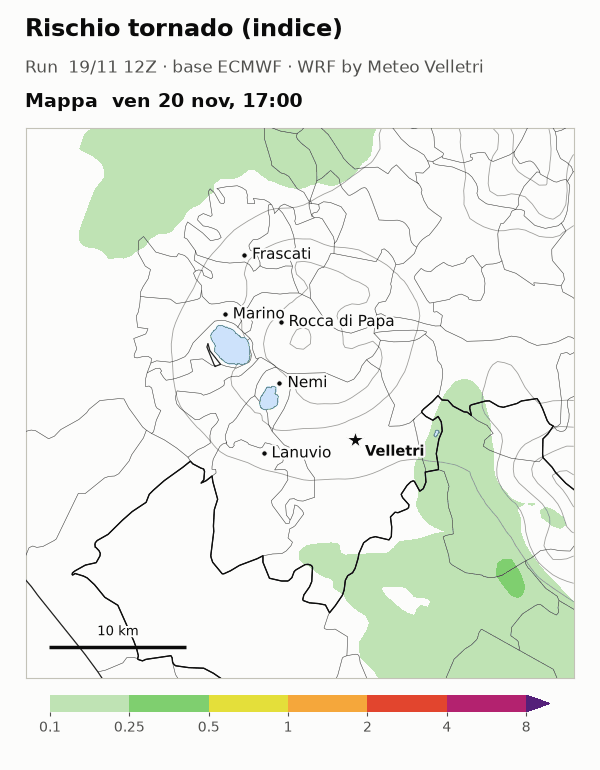 Rischio tornado (indice)
Run  19/11 12Z · base ECMWF · WRF by Meteo Velletri
Mappa  ven 20 nov, 17:00
Frascati
Marino
Rocca di Papa
Nemi
Velletri
Lanuvio
10 km
0.1 0.25 0.5 1 2 4 8